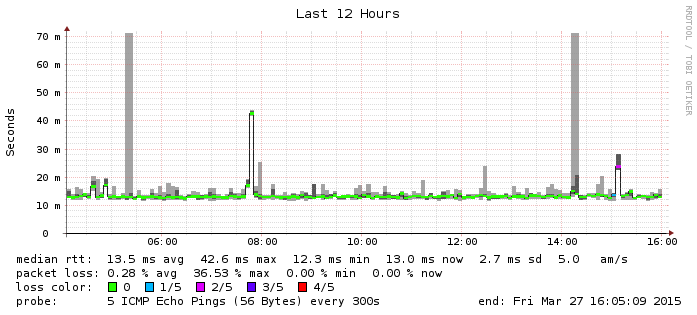 Last 12 Hours
RRDTOOL / TOBI OETIKER
Seconds
70 m
60 m
50 m
40 m
30 m
20 m
10 m
0
06:00 08:00 10:00 12:00 14:00 16:00
median rtt: 13.5 ms avg 42.6 ms max 12.3 ms min 13.0 ms now 2.7 ms sd 5.0 am/s
packet loss: 0.28 % avg 36.53 % max 0.00 % min 0.00 % now
loss color: 0 1/5 2/5 3/5 4/5
probe: 5 ICMP Echo Pings (56 Bytes) every 300s end: Fri Mar 27 16:05:09 2015